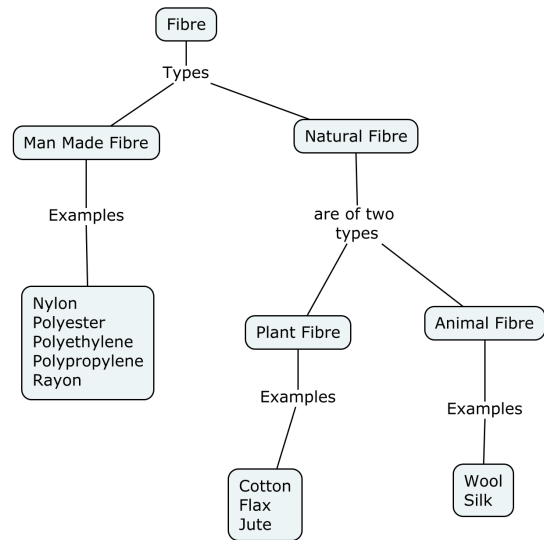 Fibre
Types
Man Made Fibre
Natural Fibre
Examples
are of two
types
Nylon
Polyester
Polyethylene
Polypropylene
Rayon
Plant Fibre
Animal Fibre
Examples
Examples
Cotton
Flax
Jute
Wool
Silk